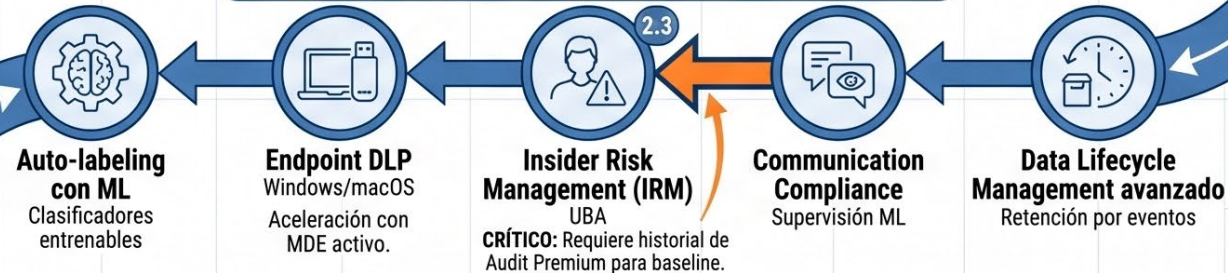 2.3
Auto-labeling
con ML
Clasificadores
entrenables
Endpoint DLP
Windows/macOS
Aceleración con
MDE activo.
Insider Risk
Management (IRM)
UBA
CRÍTICO: Requiere historial de
Audit Premium para baseline.
Communication
Compliance
Supervisión ML
Data Lifecycle
Management avanzado
Retención por eventos